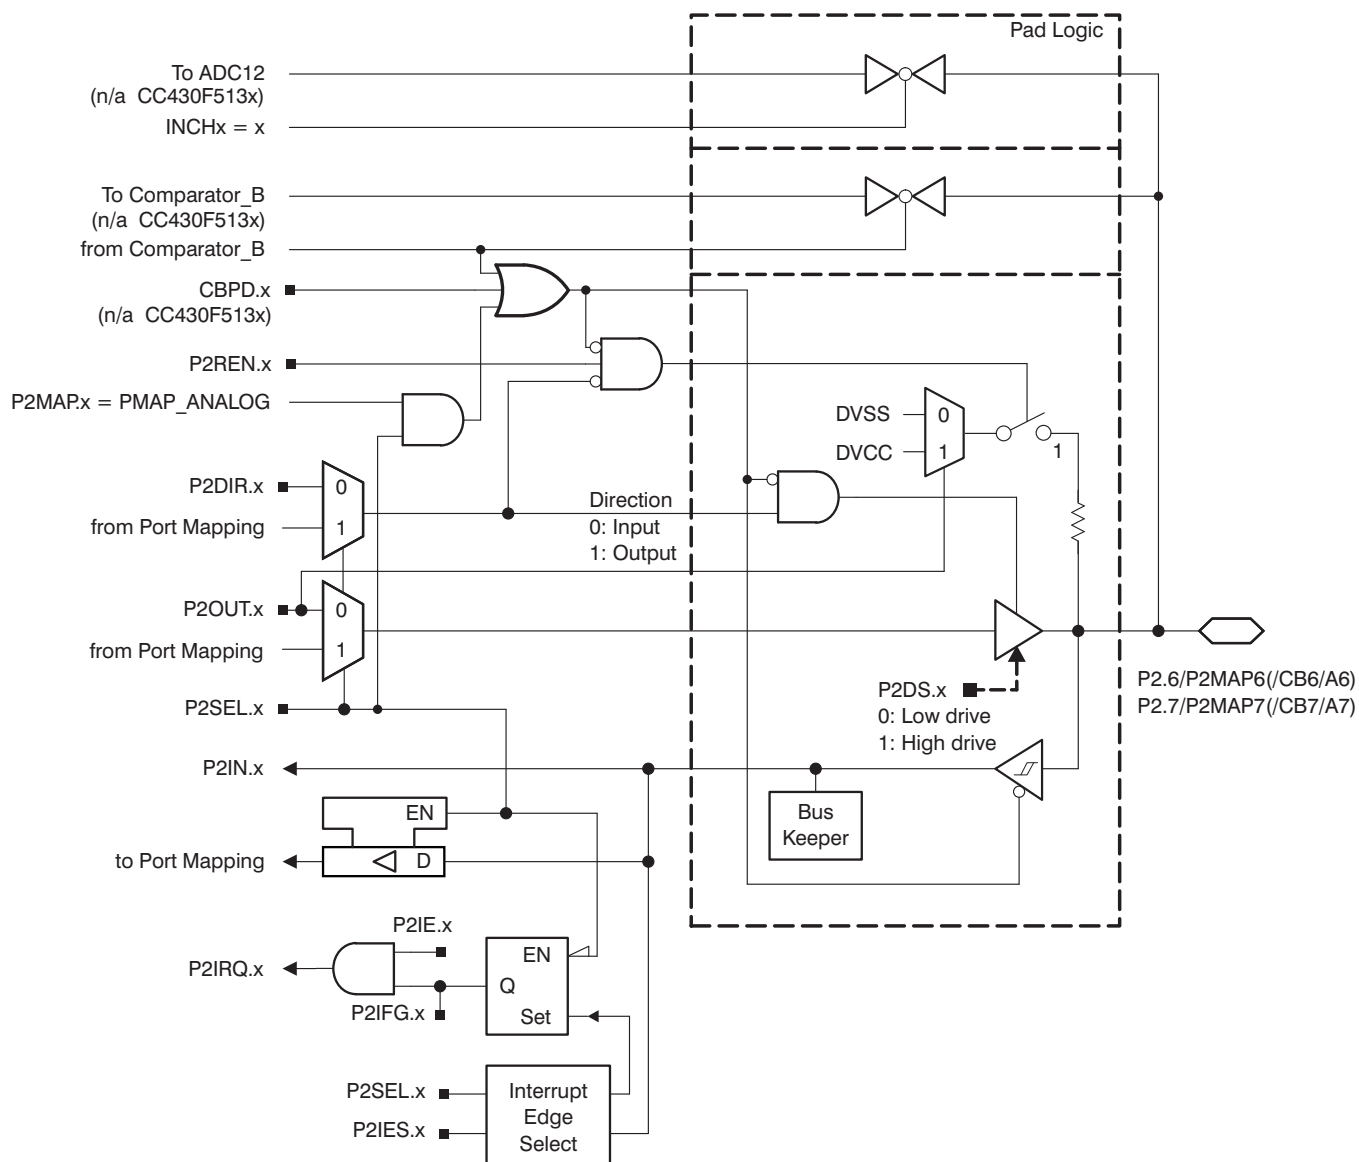 Pad Logic
To ADC12
(n/a CC430F513x)
INCHx = x
To Comparator_B
(n/a CC430F513x)
from Comparator_B
CBPD.x
(n/a CC430F513x)
P2REN.x
P2MAP.x = PMAP_ANALOG
DVSS
0
DVCC
1
1
P2DIR.x
0
from Port Mapping
1
Direction
0: Input
1: Output
P2OUT.x
0
from Port Mapping
1
P2SEL.x
P2DS.x
0: Low drive
1: High drive
P2.6/P2MAP6(/CB6/A6)
P2.7/P2MAP7(/CB7/A7)
P2IN.x
Bus
Keeper
EN
to Port Mapping
D
P2IE.x
P2IRQ.x
EN
Q
P2IFG.x
Set
P2SEL.x
P2IES.x
Interrupt
Edge
Select